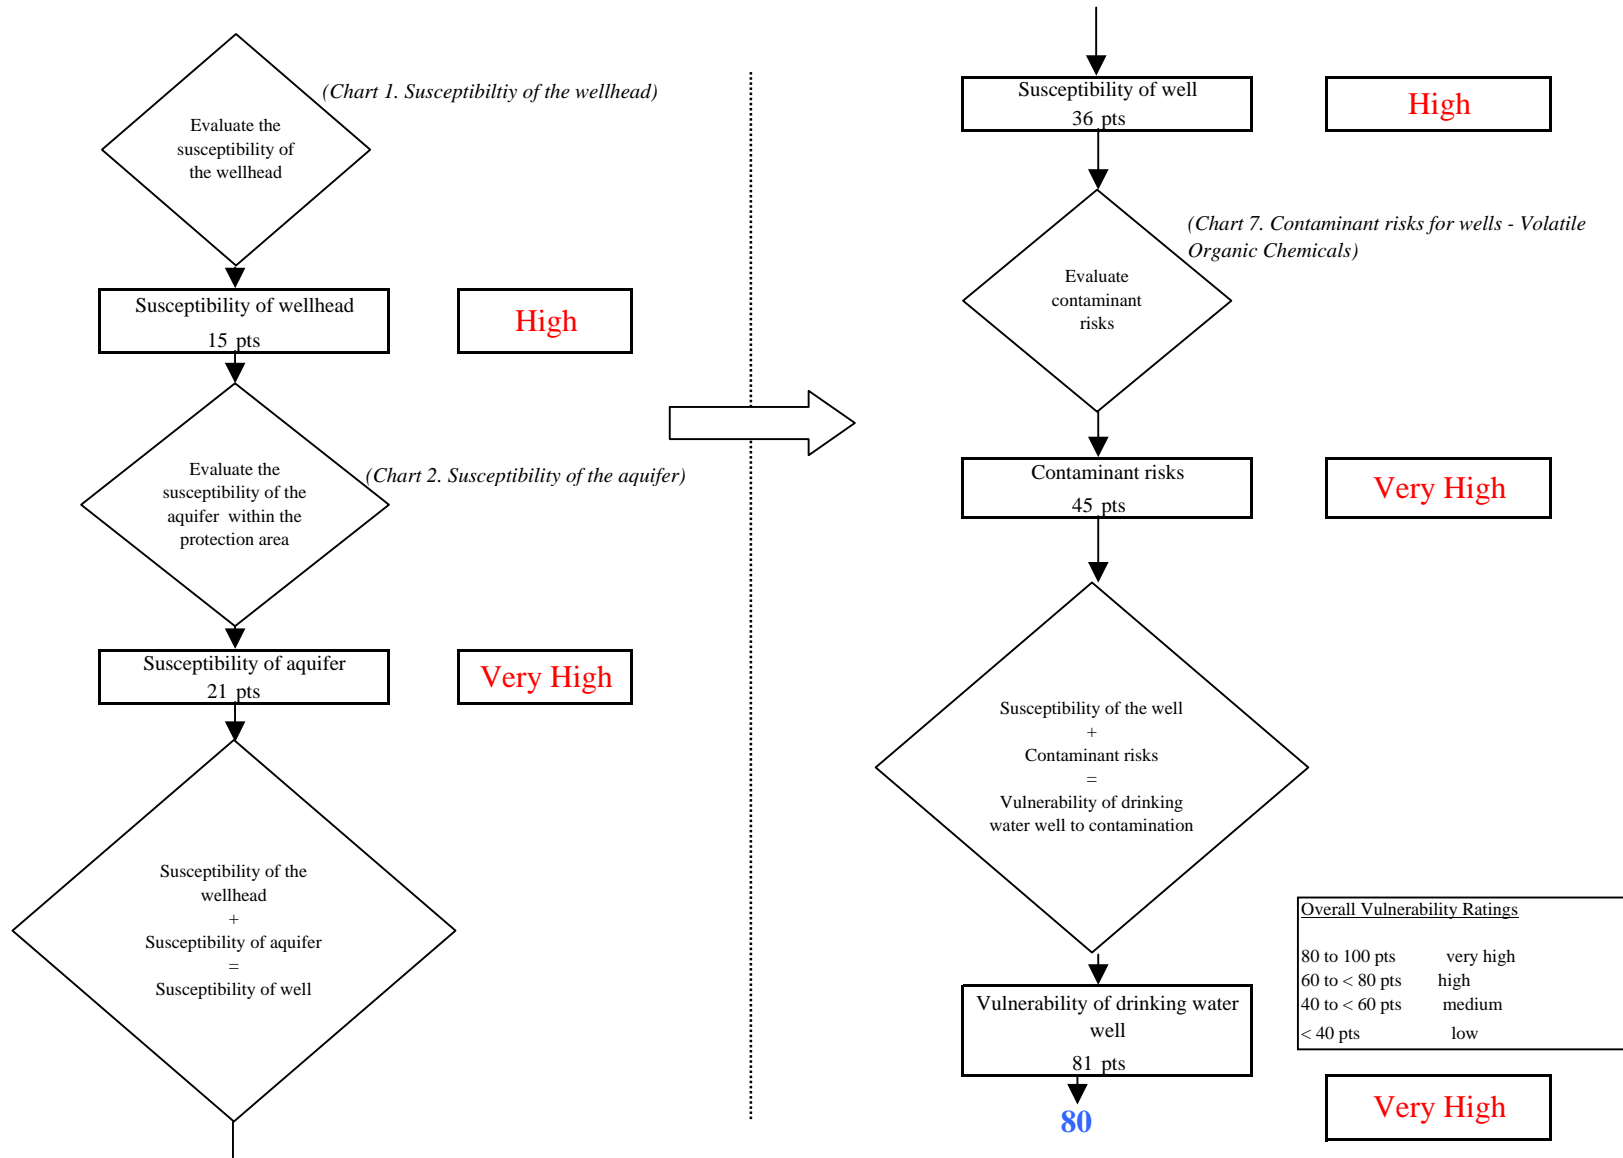 (Chart 1. Susceptibiltiy of the wellhead)
Evaluate the
susceptibility of
the wellhead
Susceptibility of wellhead
15 pts
High
Evaluate the
susceptibility of the
aquifer within the
protection area
(Chart 2. Susceptibility of the aquifer)
Susceptibility of aquifer
21 pts
Very High
Susceptibility of the
wellhead
+
Susceptibility of aquifer
=
Susceptibility of well
Susceptibility of well
36 pts
High
(Chart 7. Contaminant risks for wells - Volatile
Organic Chemicals)
Evaluate
contaminant
risks
Contaminant risks
45 pts
Very High
Susceptibility of the well
+
Contaminant risks
=
Vulnerability of drinking
water well to contamination
Overall Vulnerability Ratings
80 to 100 pts very high
60 to < 80 pts high
40 to < 60 pts medium
< 40 pts low
Vulnerability of drinking water
well
81 pts
80
Very High